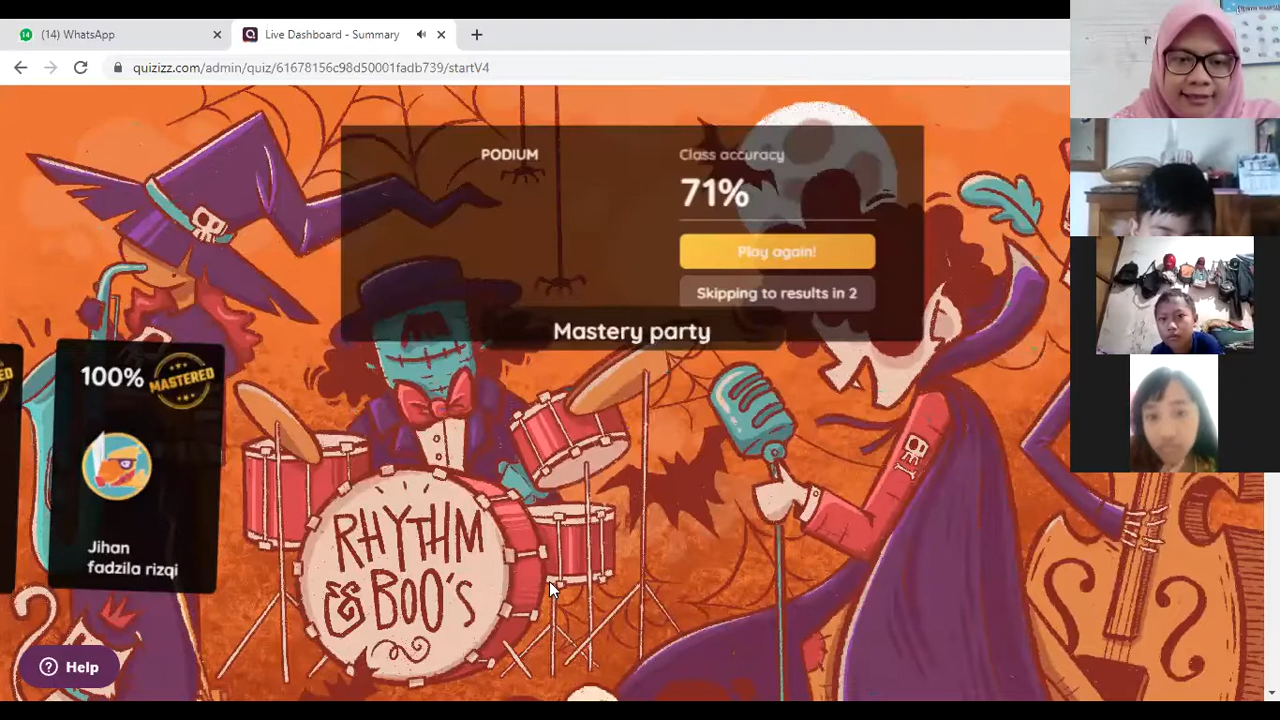 (14) WhatsApp
Live Dashboard - Summary
quizizz.com/admin/quiz/61678156c98d50001fadb739/startV4
PODIUM
Class accuracy
71%
Play again!
Skipping to results in 2
Mastery party
100%
MASTERED
Jihan
fadzila rizqi
RHYTHM
& BOO's
Help